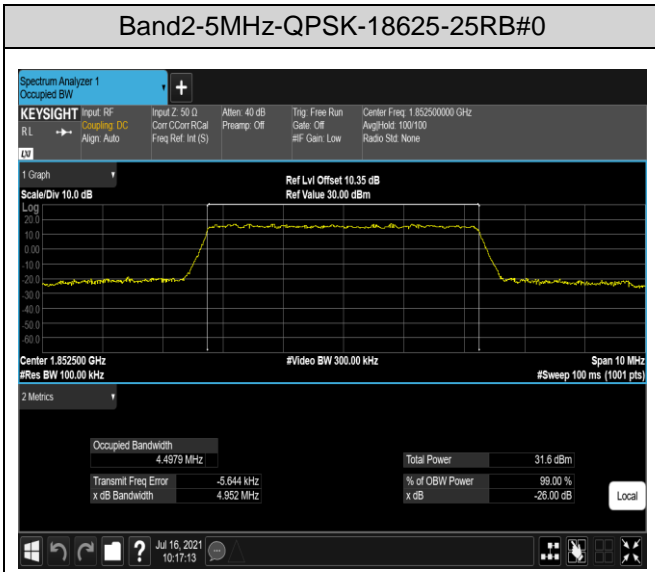 Band2-5MHz-QPSK-18625-25RB#0
Spectrum Analyzer 1
Occupied BW
KEYSIGHT Input: RF Input Z: 50 Ω Atten: 40 dB Trig: Free Run Center Freq: 1.852500000 GHz
R L Coupling: DC Corr CCorr RCal Preamp: Off Gate: Off Avg|Hold: 100/100
Align: Auto Freq Ref: Int (S) #IF Gain: Low Radio Std: None
LXI
1 Graph Ref Lvl Offset 10.35 dB
Scale/Div 10.0 dB Ref Value 30.00 dBm
Log
20.0
10.0
0.00
-10.0
-20.0
-30.0
-40.0
-50.0
-60.0
Center 1.852500 GHz #Video BW 300.00 kHz Span 10 MHz
#Res BW 100.00 kHz #Sweep 100 ms (1001 pts)
2 Metrics
Occupied Bandwidth
4.4979 MHz Total Power 31.6 dBm
Transmit Freq Error -5.644 kHz % of OBW Power 99.00 %
x dB Bandwidth 4.952 MHz x dB -26.00 dB
Local
Jul 16, 2021
10:17:13